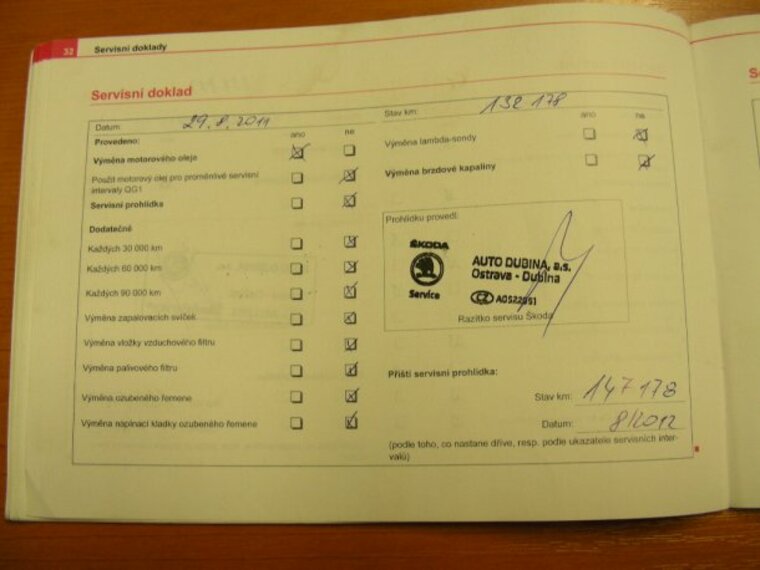 32 Servisní doklady
Servisní doklad
Datum: 29.8.2011
Stav km: 132 178
ano ne
Provedeno:
Výměna motorového oleje
Použit motorový olej pro proměnlivé servisní
intervaly QG1
Servisní prohlídka
Dodatečně
Každých 30 000 km
Každých 60 000 km
Každých 90 000 km
Výměna zapalovacích svíček
Výměna vložky vzduchového filtru
Výměna palivového filtru
Výměna ozubeného řemene
Výměna napínací kladky ozubeného řemene
ano ne
Výměna lambda-sondy
Výměna brzdové kapaliny
Prohlídku provedl:
ŠKODA
Service
AUTO DUBINA, a.s.
Ostrava - Dubina
CZ
Razítko servisu Škoda
Příští servisní prohlídka:
Stav km: 147 178
Datum: 8/2012
(podle toho, co nastane dříve, resp. podle ukazatele servisních inter-
valů)